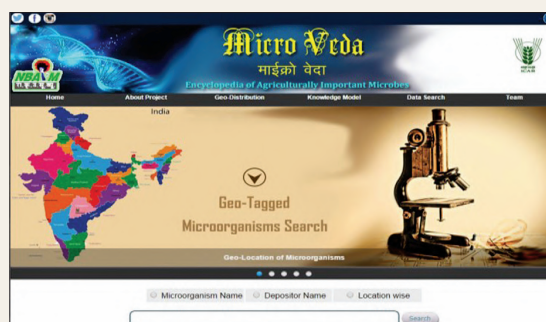 Micro Veda
माईक्रो वेदा
Encyclopedia of Agriculturally Important Microbes
NBAIM
ICAR
Home About Project Geo-Distribution Knowledge Model Data Search Team
India
Geo-Tagged
Microorganisms Search
Geo-Location of Microorganisms
Microorganism Name Depositor Name Location wise
Search